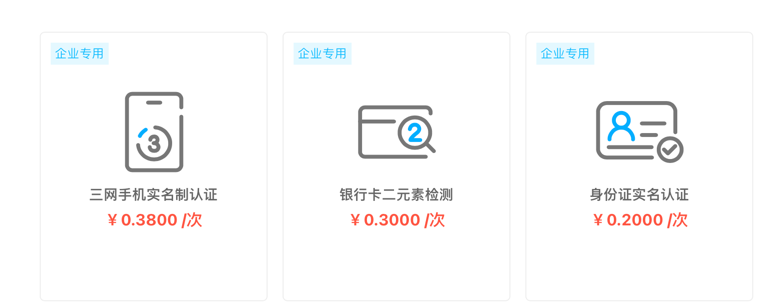 企业专用
企业专用
企业专用
3
2
三网手机实名制认证
银行卡二元素检测
身份证实名认证
¥0.3800 /次
¥0.3000 /次
¥0.2000 /次